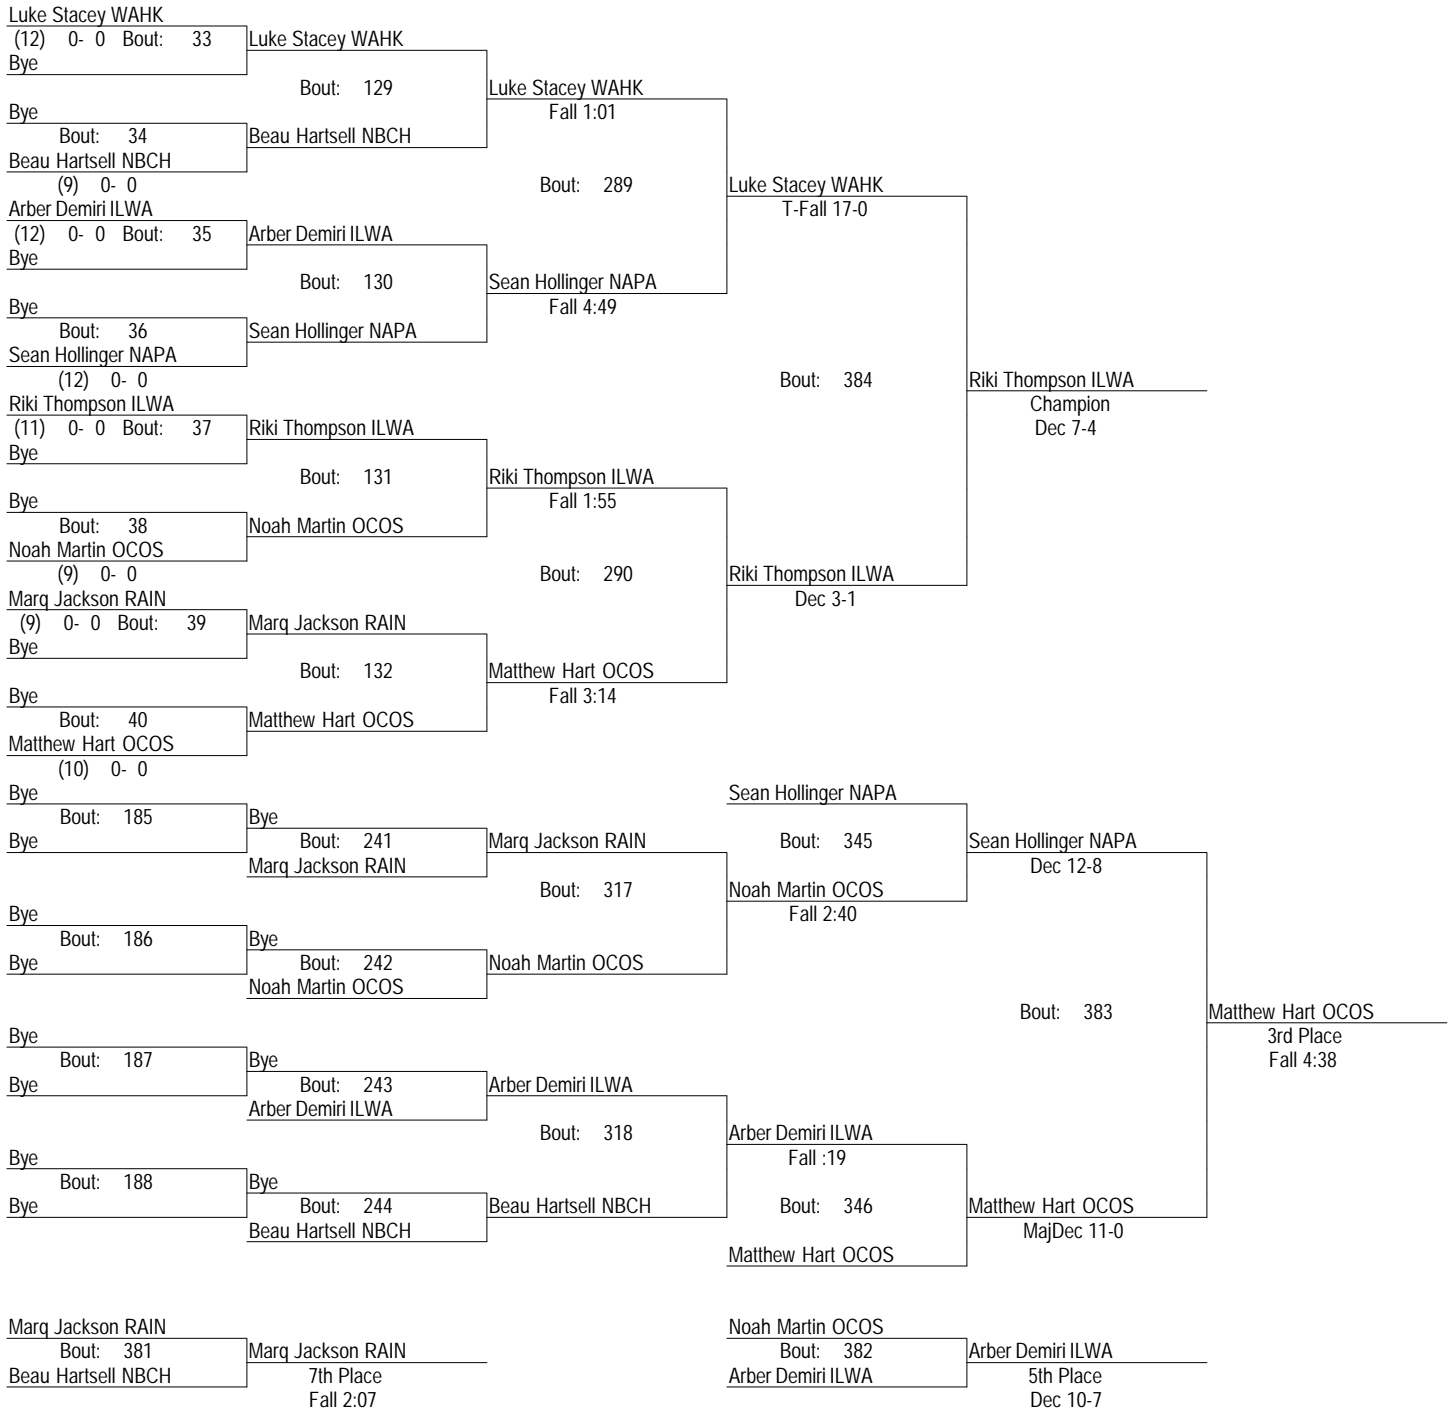 Luke Stacey WAHK
(12) 0- 0 Bout: 33 Luke Stacey WAHK
Bye
Bout: 129 Luke Stacey WAHK
Bye Fall 1:01
Bout: 34 Beau Hartsell NBCH
Beau Hartsell NBCH
(9) 0- 0 Bout: 289 Luke Stacey WAHK
Arber Demiri ILWA T-Fall 17-0
(12) 0- 0 Bout: 35 Arber Demiri ILWA
Bye
Bout: 130 Sean Hollinger NAPA
Bye Fall 4:49
Bout: 36 Sean Hollinger NAPA
Sean Hollinger NAPA
(12) 0- 0 Bout: 384 Riki Thompson ILWA
Riki Thompson ILWA Champion
(11) 0- 0 Bout: 37 Riki Thompson ILWA Dec 7-4
Bye
Bout: 131 Riki Thompson ILWA
Bye Fall 1:55
Bout: 38 Noah Martin OCOS
Noah Martin OCOS
(9) 0- 0 Bout: 290 Riki Thompson ILWA
Marq Jackson RAIN Dec 3-1
(9) 0- 0 Bout: 39 Marq Jackson RAIN
Bye
Bout: 132 Matthew Hart OCOS
Bye Fall 3:14
Bout: 40 Matthew Hart OCOS
Matthew Hart OCOS
(10) 0- 0
Bye Sean Hollinger NAPA
Bout: 185 Bye
Bye Bout: 241 Marq Jackson RAIN Bout: 345 Sean Hollinger NAPA
Marq Jackson RAIN Dec 12-8
Bout: 317 Noah Martin OCOS
Bye Fall 2:40
Bout: 186 Bye
Bye Bout: 242 Noah Martin OCOS
Noah Martin OCOS
Bout: 383 Matthew Hart OCOS
Bye 3rd Place
Bout: 187 Bye Fall 4:38
Bye Bout: 243 Arber Demiri ILWA
Arber Demiri ILWA
Bout: 318 Arber Demiri ILWA
Bye Fall :19
Bout: 188 Bye
Bye Bout: 244 Beau Hartsell NBCH Bout: 346 Matthew Hart OCOS
Beau Hartsell NBCH MajDec 11-0
Matthew Hart OCOS
Marq Jackson RAIN Noah Martin OCOS
Bout: 381 Marq Jackson RAIN Bout: 382 Arber Demiri ILWA
Beau Hartsell NBCH 7th Place Arber Demiri ILWA 5th Place
Fall 2:07 Dec 10-7